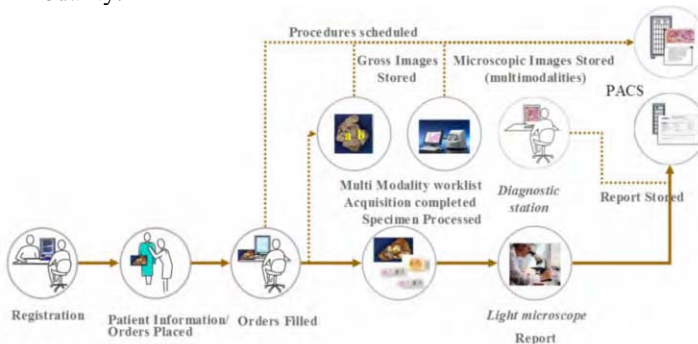 Procedures scheduled
Gross Images
Stored
Microscopic Images Stored
(multimodalities)
PACS
a b
Multi Modality worklist
Acquisition completed
Specimen Processed
Diagnostic
station
Report Stored
Registration
Patient Information/
Orders Placed
Orders Filled
Light microscope
Report